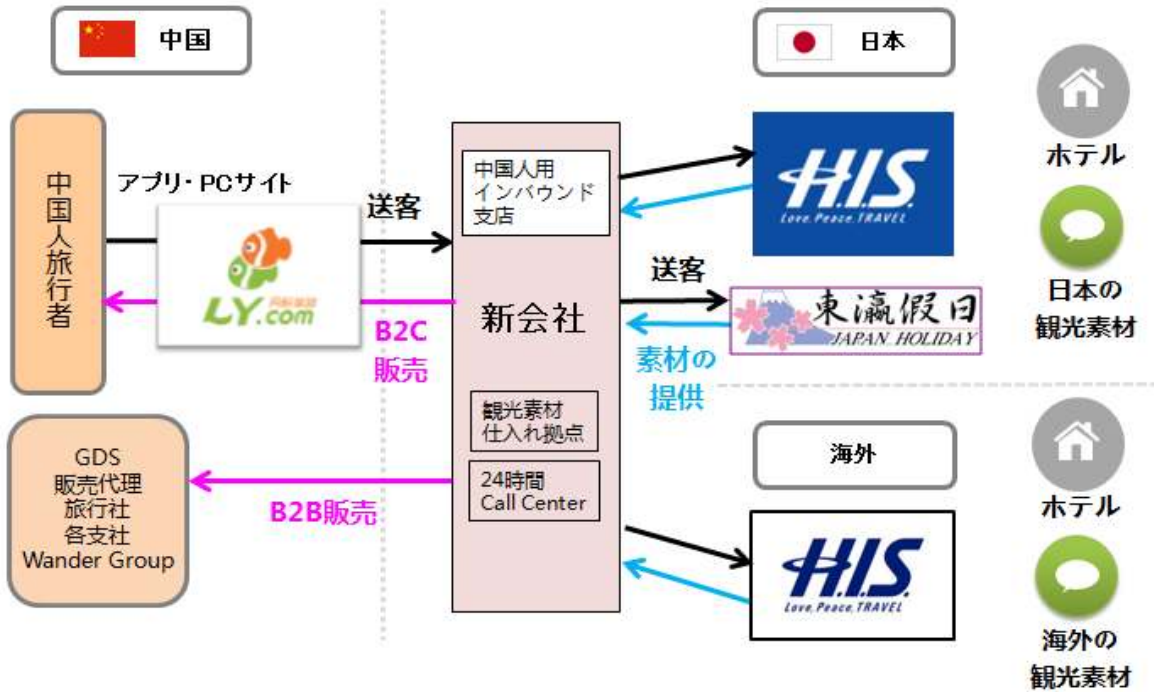 中国
日本
中国人旅行者
アプリ・PCサイト
LY.com
送客
B2C
販売
GDS
販売代理
旅行社
各支社
Wander Group
B2B販売
中国人用
インバウンド
支店
新会社
観光素材
仕入れ拠点
24時間
Call Center
H.I.S.
Love.Peace.TRAVEL
送客
東瀛假日
JAPAN HOLIDAY
素材の
提供
海外
H.I.S.
Love.Peace.TRAVEL
ホテル
日本の
観光素材
ホテル
海外の
観光素材